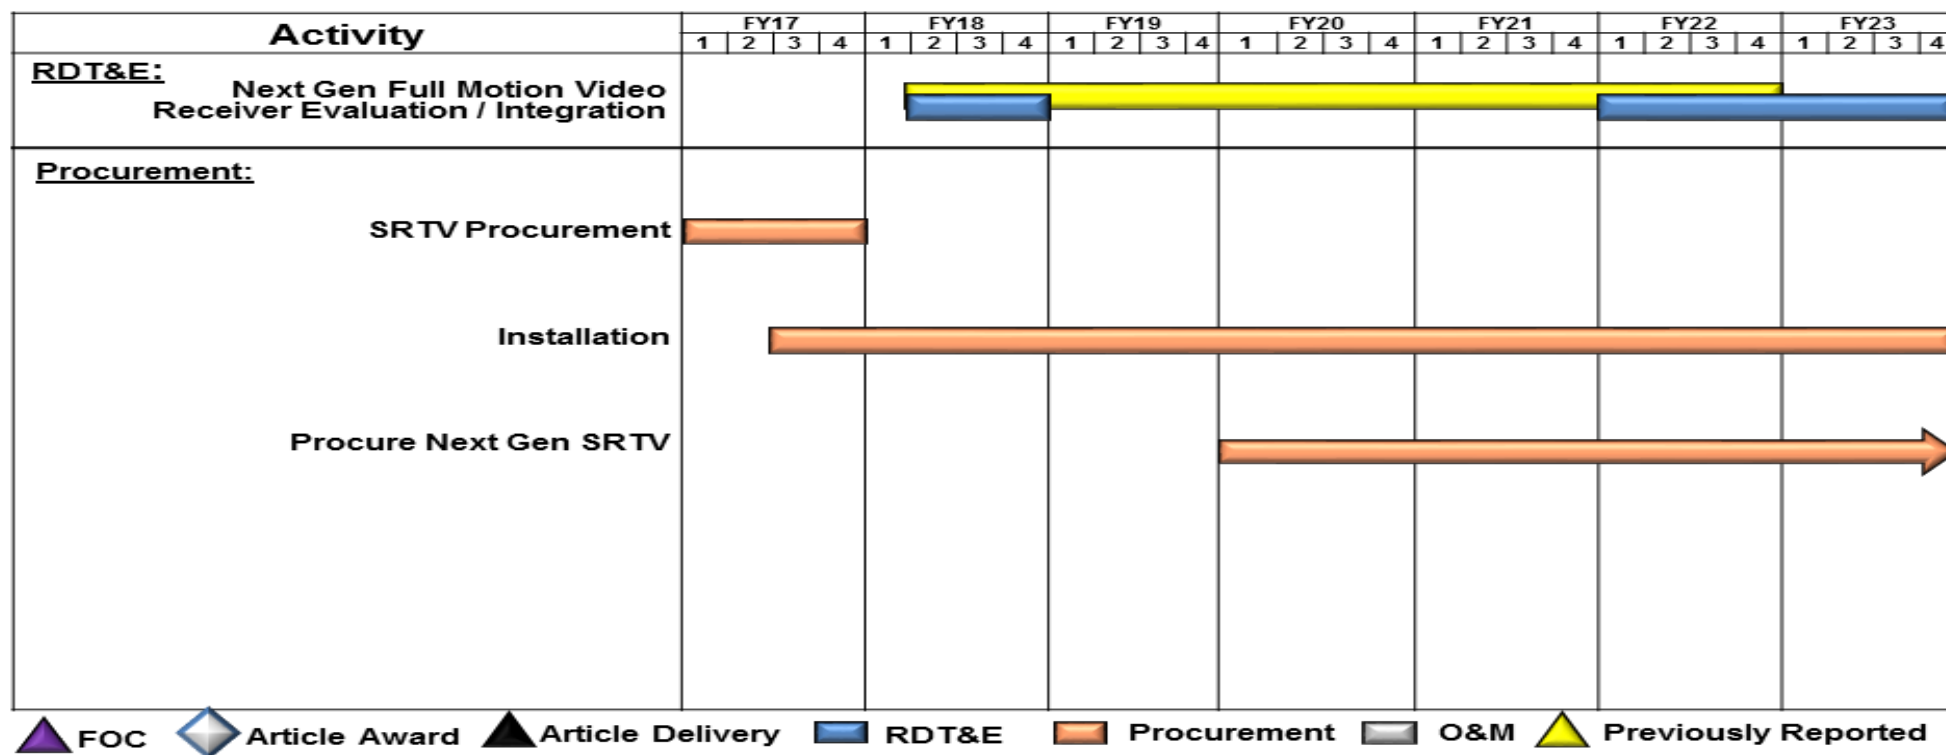 Activity FY17 FY18 FY19 FY20 FY21 FY22 FY23
1 2 3 4 1 2 3 4 1 2 3 4 1 2 3 4 1 2 3 4 1 2 3 4 1 2 3 4
RDT&E:
Next Gen Full Motion Video
Receiver Evaluation / Integration
Procurement:
SRTV Procurement
Installation
Procure Next Gen SRTV
FOC Article Award Article Delivery RDT&E Procurement O&M Previously Reported